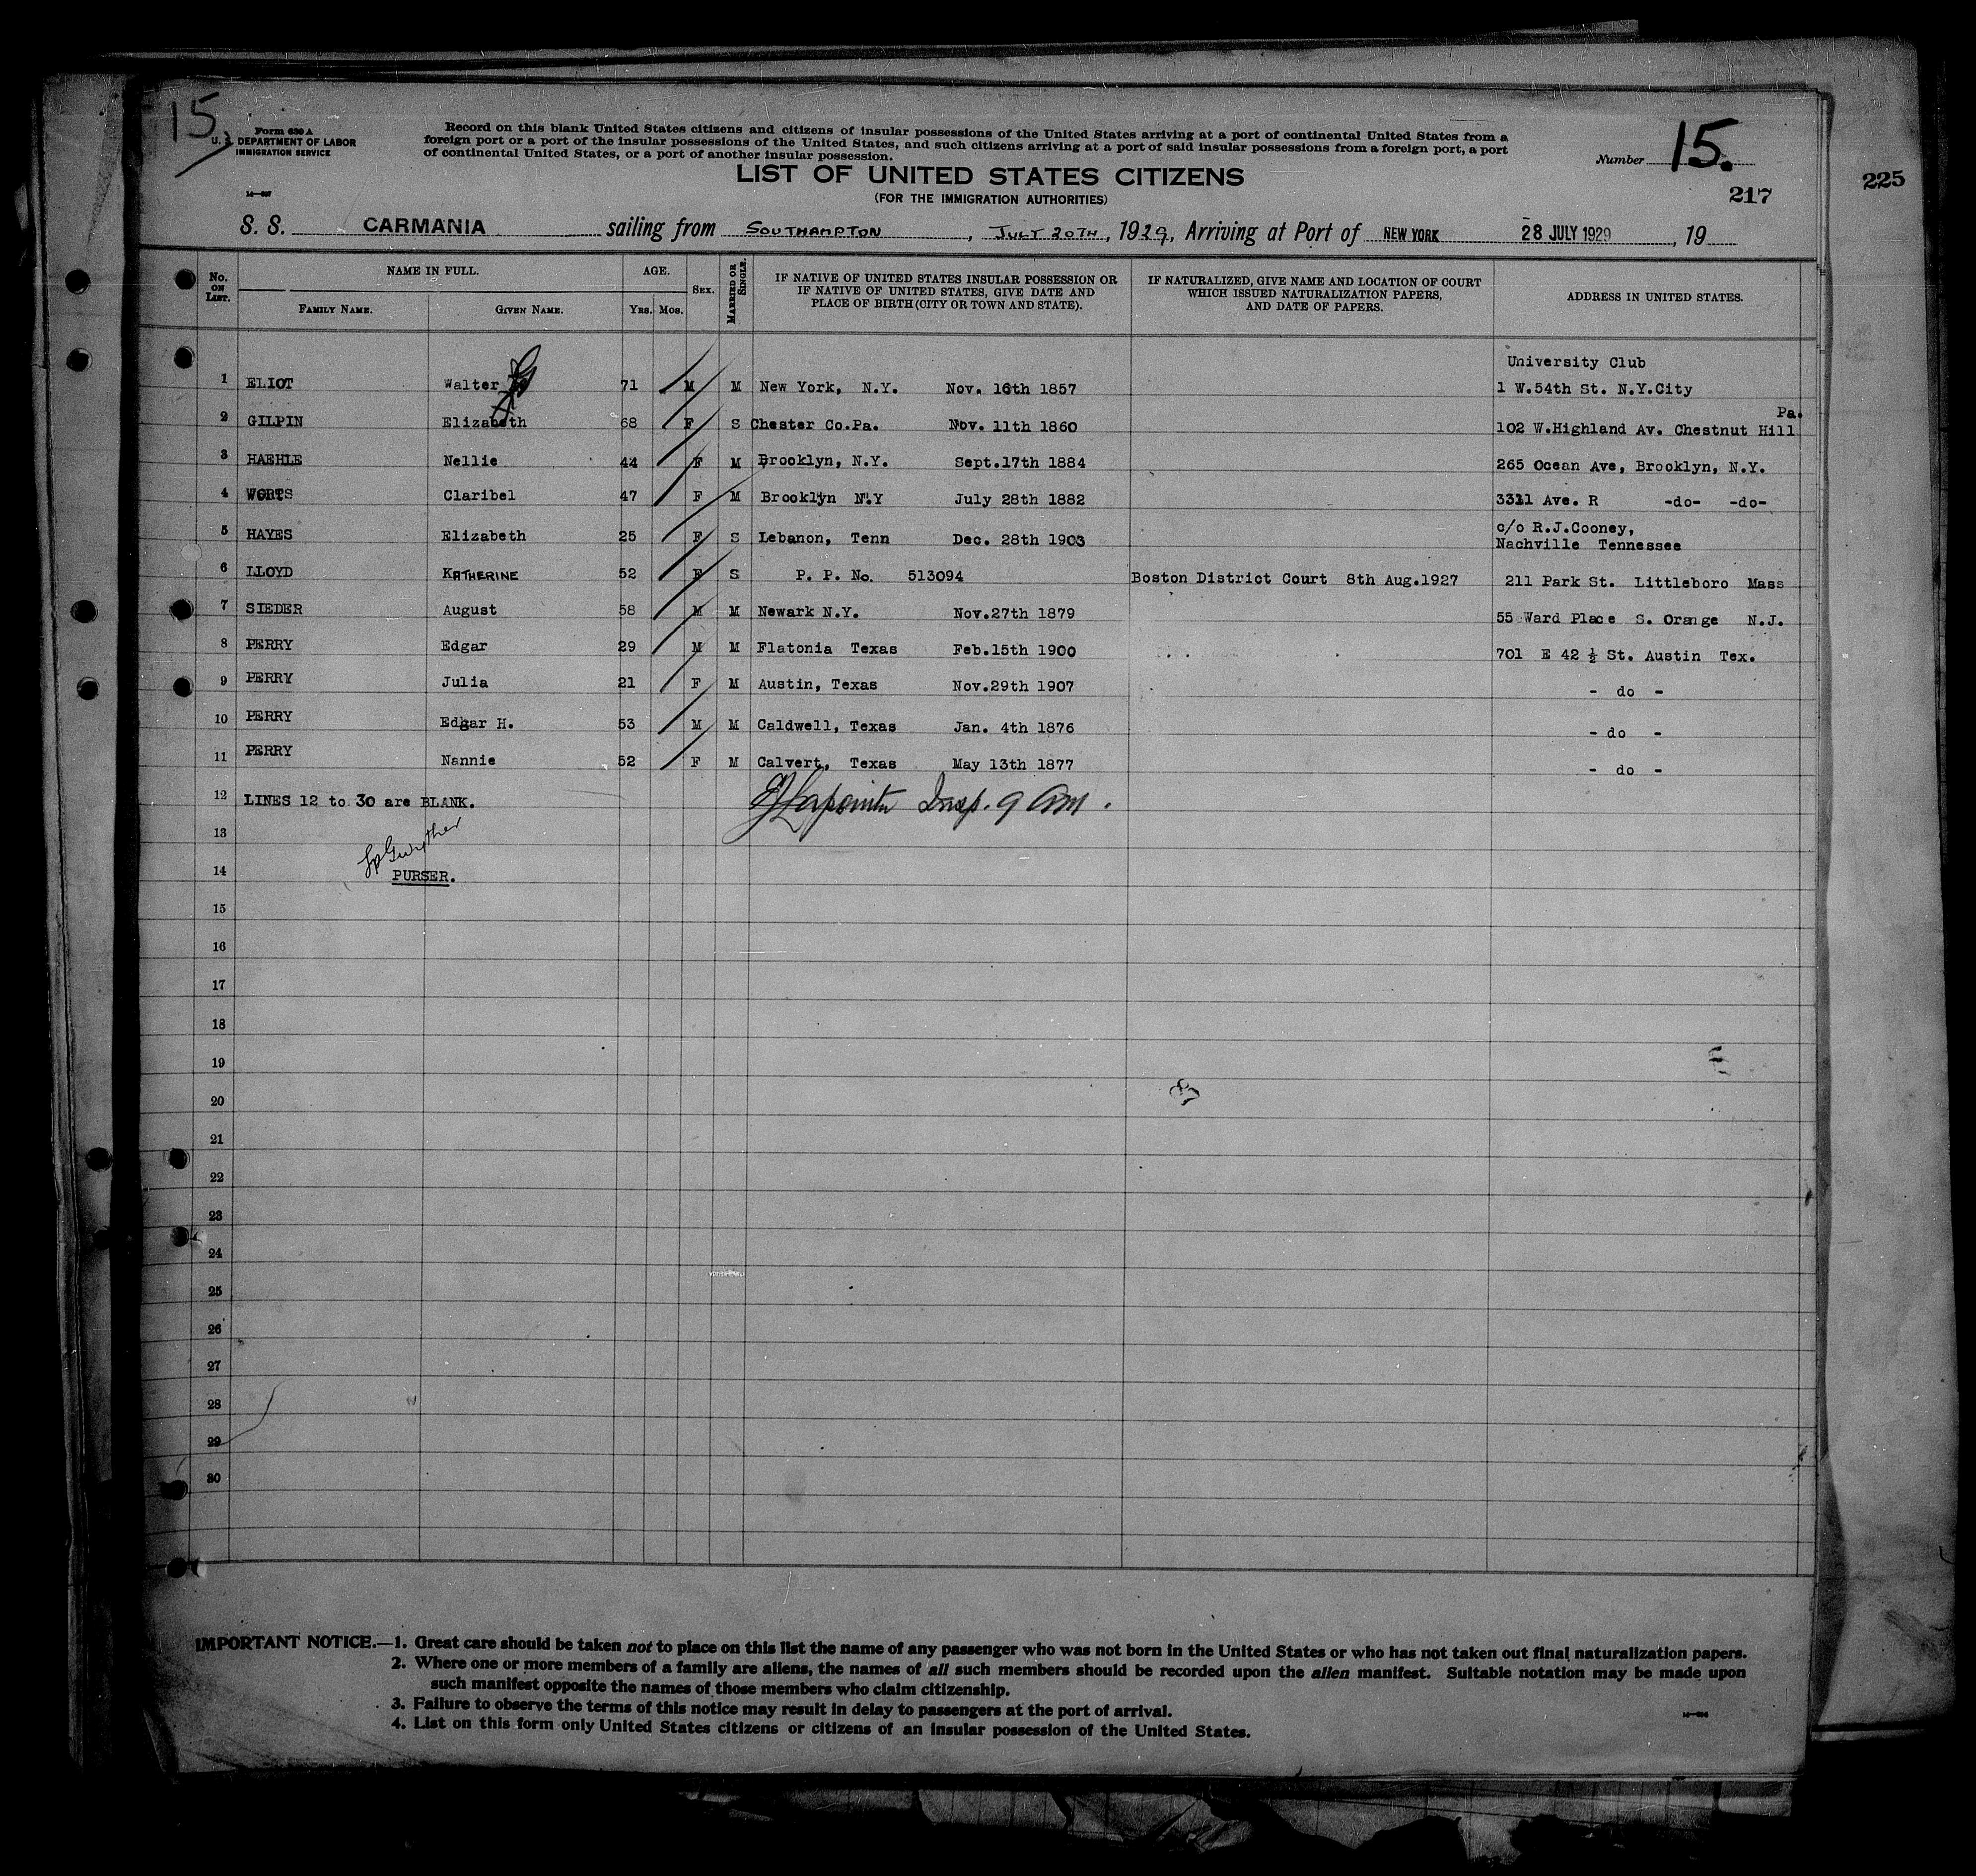 15.
Form 630 A
U. S. DEPARTMENT OF LABOR
IMMIGRATION SERVICE
Record on this blank United States citizens and citizens of insular possessions of the United States arriving at a port of continental United States from a
foreign port or a port of the insular possessions of the United States, and such citizens arriving at a port of said insular possessions from a foreign port, a port
of continental United States, or a port of another insular possession.
Number 15.
LIST OF UNITED STATES CITIZENS
(FOR THE IMMIGRATION AUTHORITIES)
217
225
S. S. CARMANIA sailing from SOUTHAMPTON, JULY 20TH, 1929, Arriving at Port of NEW YORK 28 JULY 1929, 19
No. ON LIST. NAME IN FULL. AGE. SEX. MARRIED OR SINGLE. IF NATIVE OF UNITED STATES INSULAR POSSESSION OR IF NATIVE OF UNITED STATES, GIVE DATE AND PLACE OF BIRTH (CITY OR TOWN AND STATE). IF NATURALIZED, GIVE NAME AND LOCATION OF COURT WHICH ISSUED NATURALIZATION PAPERS, AND DATE OF PAPERS. ADDRESS IN UNITED STATES.
FAMILY NAME. GIVEN NAME. YRS. MOS.
University Club
1 ELIOT Walter G 71 M M New York, N.Y. Nov. 16th 1857 1 W.54th St. N.Y.City
Pa.
2 GILPIN Elizabeth 68 F S Chester Co.Pa. Nov. 11th 1860 102 W.Highland Av. Chestnut Hill
3 HAEHLE Nellie 44 F M Brooklyn, N.Y. Sept.17th 1884 265 Ocean Ave, Brooklyn, N.Y.
4 WORTS Claribel 47 F M Brooklyn N.Y July 28th 1882 3311 Ave. R -do- -do-
c/o R.J.Cooney,
5 HAYES Elizabeth 25 F S Lebanon, Tenn Dec. 28th 1903 Nachville Tennessee
6 LLOYD KATHERINE 52 F S P. P. No. 513094 Boston District Court 8th Aug.1927 211 Park St. Littleboro Mass
7 SIEDER August 58 M M Newark N.Y. Nov.27th 1879 55 Ward Place S. Orange N.J.
8 PERRY Edgar 29 M M Flatonia Texas Feb.15th 1900 701 E 42 ½ St. Austin Tex.
9 PERRY Julia 21 F M Austin, Texas Nov.29th 1907 - do -
10 PERRY Edgar H. 53 M M Caldwell, Texas Jan. 4th 1876 - do -
11 PERRY Nannie 52 F M Calvert, Texas May 13th 1877 - do -
12 LINES 12 to 30 are BLANK. Insp. 9 am.
13
14 PURSER.
15
16
17
18
19
20
21
22
23
24
25
26
27
28
29
30
IMPORTANT NOTICE.—1. Great care should be taken not to place on this list the name of any passenger who was not born in the United States or who has not taken out final naturalization papers.
2. Where one or more members of a family are aliens, the names of all such members should be recorded upon the alien manifest. Suitable notation may be made upon
such manifest opposite the names of those members who claim citizenship.
3. Failure to observe the terms of this notice may result in delay to passengers at the port of arrival.
4. List on this form only United States citizens or citizens of an insular possession of the United States.